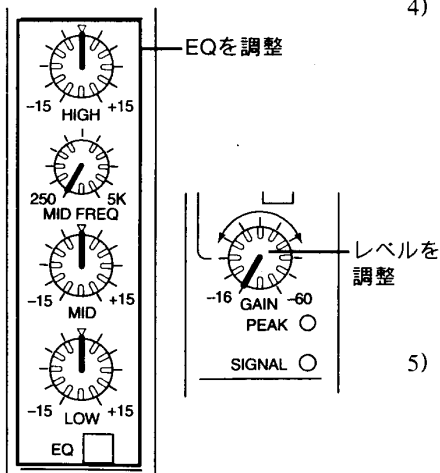 4)
EQを調整
-15 +15
HIGH
250 5K
MID FREQ
-15 +15
MID
-15 +15
LOW
EQ
レベルを
調整
-16 -60
GAIN
PEAK
SIGNAL
5)